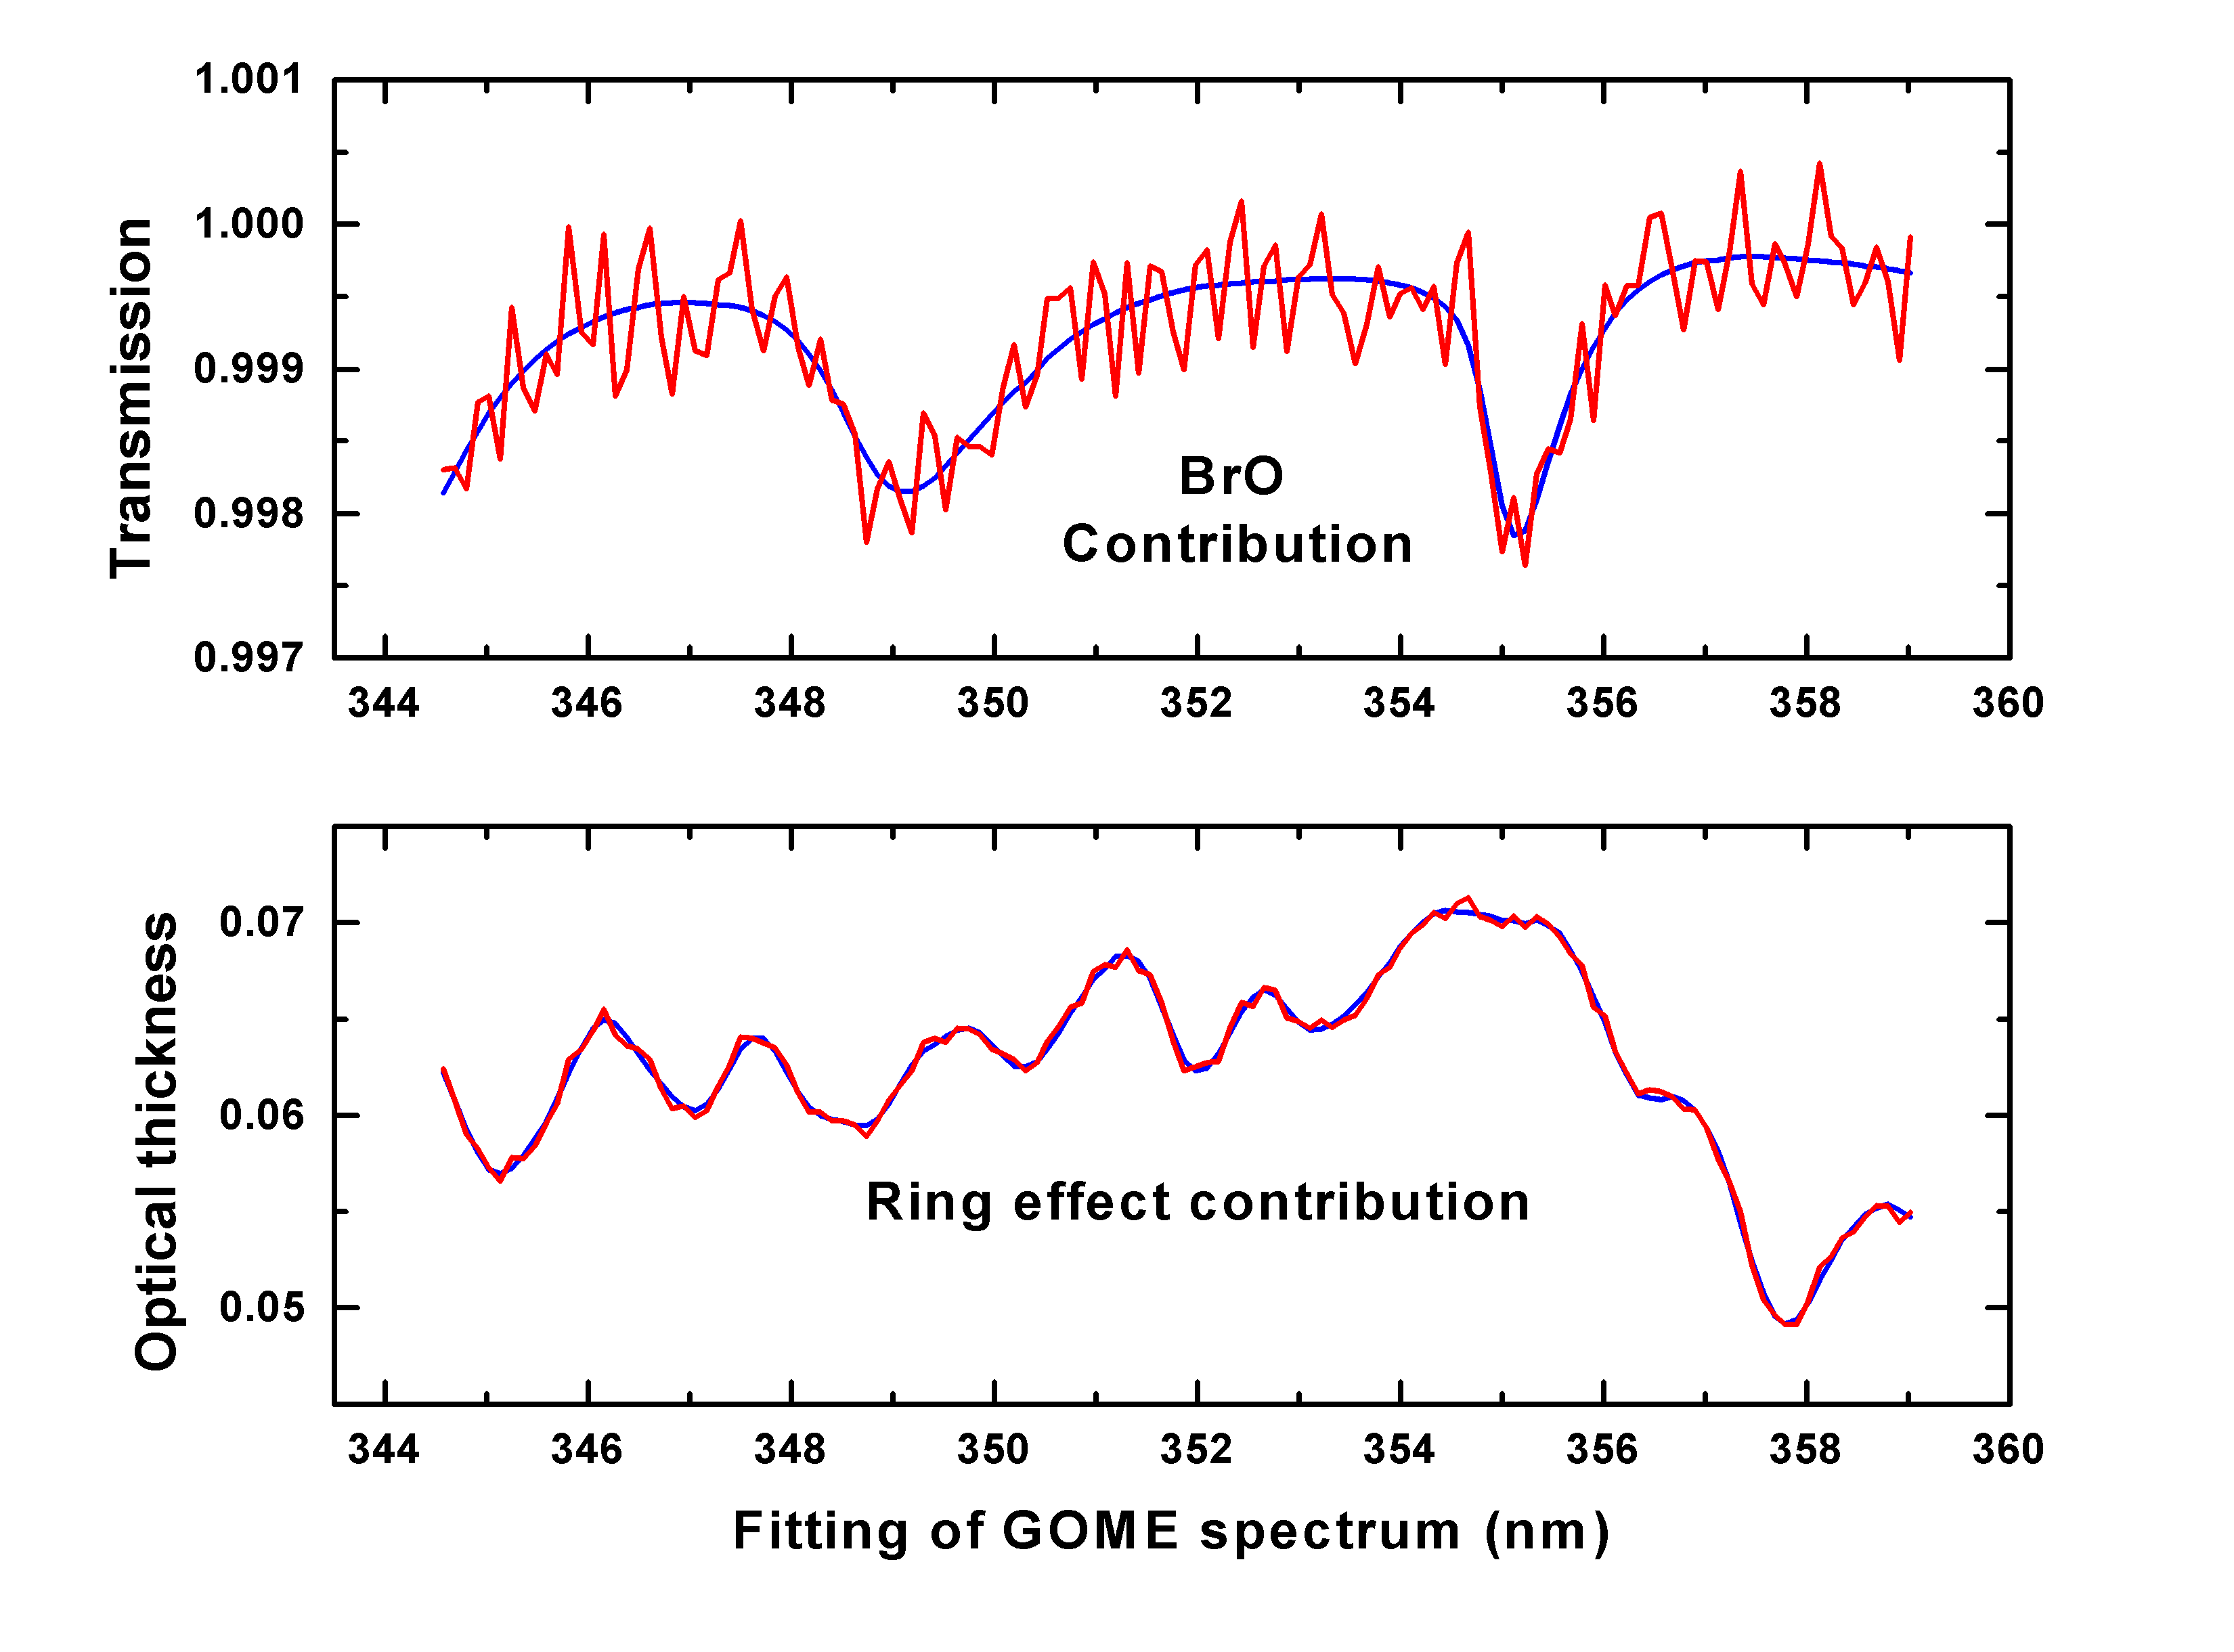 1.001
1.000
0.999
0.998
0.997
Transmission
BrO
Contribution
344 346 348 350 352 354 356 358 360
0.07
0.06
0.05
Optical thickness
Ring effect contribution
344 346 348 350 352 354 356 358 360
Fitting of GOME spectrum (nm)